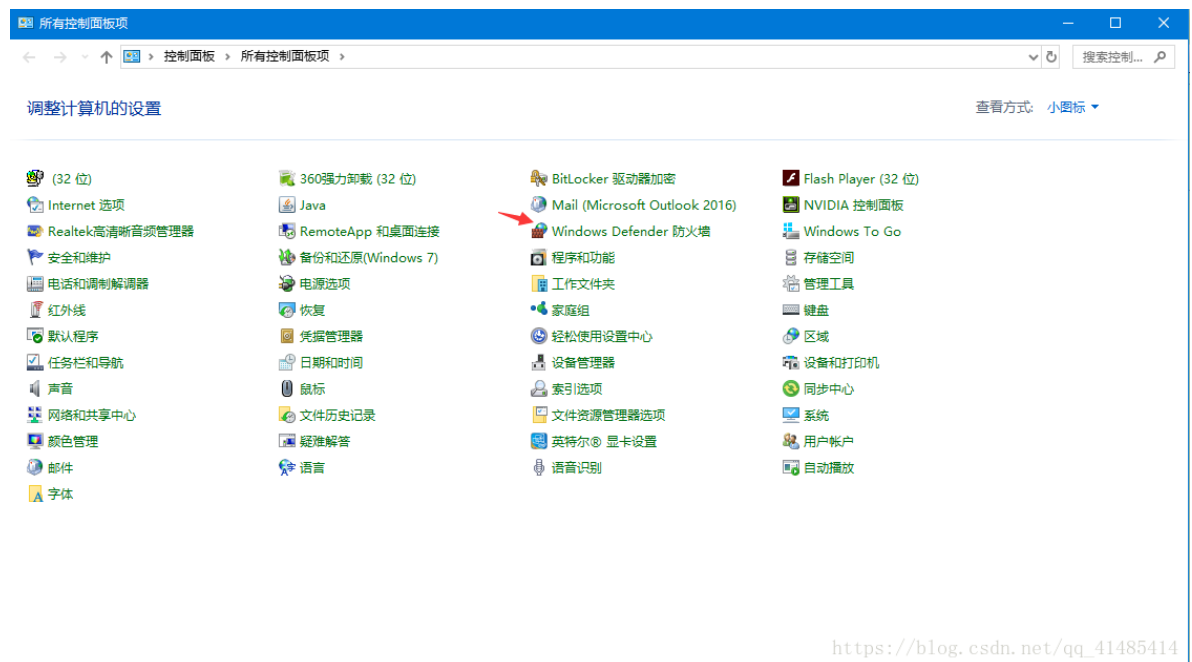 所有控制面板项
控制面板 所有控制面板项 搜索控制...
调整计算机的设置 查看方式: 小图标
(32 位) 360强力卸载 (32 位) BitLocker 驱动器加密 Flash Player (32 位)
Internet 选项 Java Mail (Microsoft Outlook 2016) NVIDIA 控制面板
Realtek高清晰音频管理器 RemoteApp 和桌面连接 Windows Defender 防火墙 Windows To Go
安全和维护 备份和还原(Windows 7) 程序和功能 存储空间
电话和调制解调器 电源选项 工作文件夹 管理工具
红外线 恢复 家庭组 键盘
默认程序 凭据管理器 轻松使用设置中心 区域
任务栏和导航 日期和时间 设备管理器 设备和打印机
声音 鼠标 索引选项 同步中心
网络和共享中心 文件历史记录 文件资源管理器选项 系统
颜色管理 疑难解答 英特尔® 显卡设置 用户帐户
邮件 语言 语音识别 自动播放
字体
https://blog.csdn.net/qq_41485414